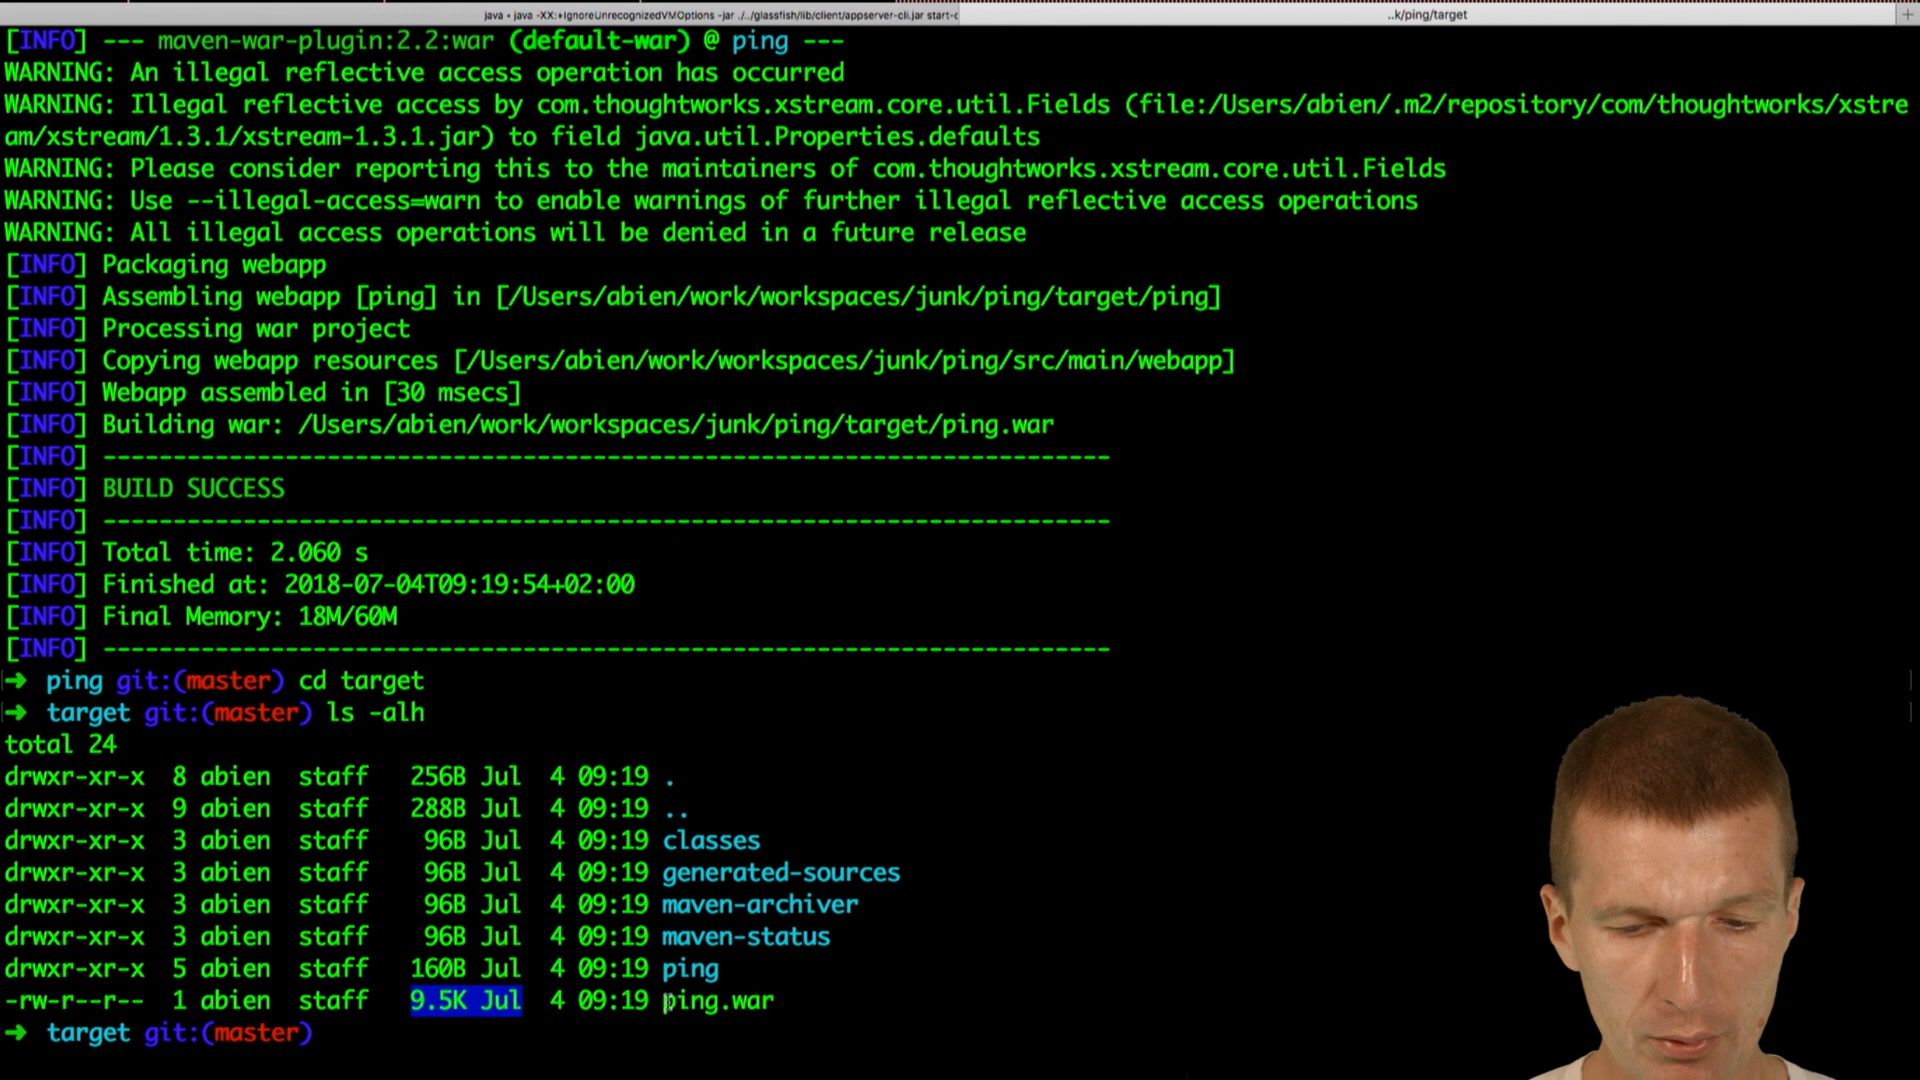 java • java -XX:+IgnoreUnrecognizedVMOptions -jar ./../glassfish/lib/client/appserver-cli.jar start-c
..k/ping/target
[INFO] --- maven-war-plugin:2.2:war (default-war) @ ping ---
WARNING: An illegal reflective access operation has occurred
WARNING: Illegal reflective access by com.thoughtworks.xstream.core.util.Fields (file:/Users/abien/.m2/repository/com/thoughtworks/xstre
am/xstream/1.3.1/xstream-1.3.1.jar) to field java.util.Properties.defaults
WARNING: Please consider reporting this to the maintainers of com.thoughtworks.xstream.core.util.Fields
WARNING: Use --illegal-access=warn to enable warnings of further illegal reflective access operations
WARNING: All illegal access operations will be denied in a future release
[INFO] Packaging webapp
[INFO] Assembling webapp [ping] in [/Users/abien/work/workspaces/junk/ping/target/ping]
[INFO] Processing war project
[INFO] Copying webapp resources [/Users/abien/work/workspaces/junk/ping/src/main/webapp]
[INFO] Webapp assembled in [30 msecs]
[INFO] Building war: /Users/abien/work/workspaces/junk/ping/target/ping.war
[INFO] ------------------------------------------------------------------------
[INFO] BUILD SUCCESS
[INFO] ------------------------------------------------------------------------
[INFO] Total time: 2.060 s
[INFO] Finished at: 2018-07-04T09:19:54+02:00
[INFO] Final Memory: 18M/60M
[INFO] ------------------------------------------------------------------------
➜ ping git:(master) cd target
➜ target git:(master) ls -alh
total 24
drwxr-xr-x 8 abien staff 256B Jul 4 09:19 .
drwxr-xr-x 9 abien staff 288B Jul 4 09:19 ..
drwxr-xr-x 3 abien staff 96B Jul 4 09:19 classes
drwxr-xr-x 3 abien staff 96B Jul 4 09:19 generated-sources
drwxr-xr-x 3 abien staff 96B Jul 4 09:19 maven-archiver
drwxr-xr-x 3 abien staff 96B Jul 4 09:19 maven-status
drwxr-xr-x 5 abien staff 160B Jul 4 09:19 ping
-rw-r--r-- 1 abien staff 9.5K Jul 4 09:19 ping.war
➜ target git:(master)